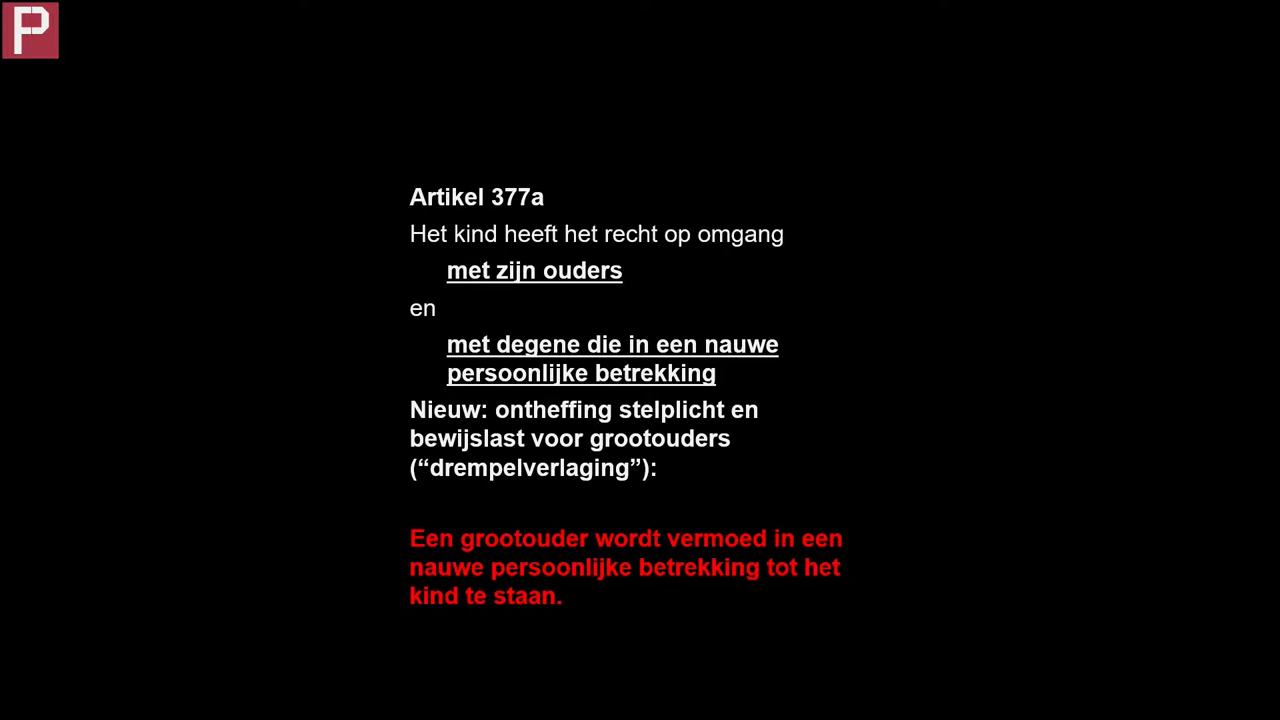 P
Artikel 377a
Het kind heeft het recht op omgang
met zijn ouders
en
met degene die in een nauwe
persoonlijke betrekking
Nieuw: ontheffing stelplicht en
bewijslast voor grootouders
(“drempelverlaging”):
Een grootouder wordt vermoed in een
nauwe persoonlijke betrekking tot het
kind te staan.